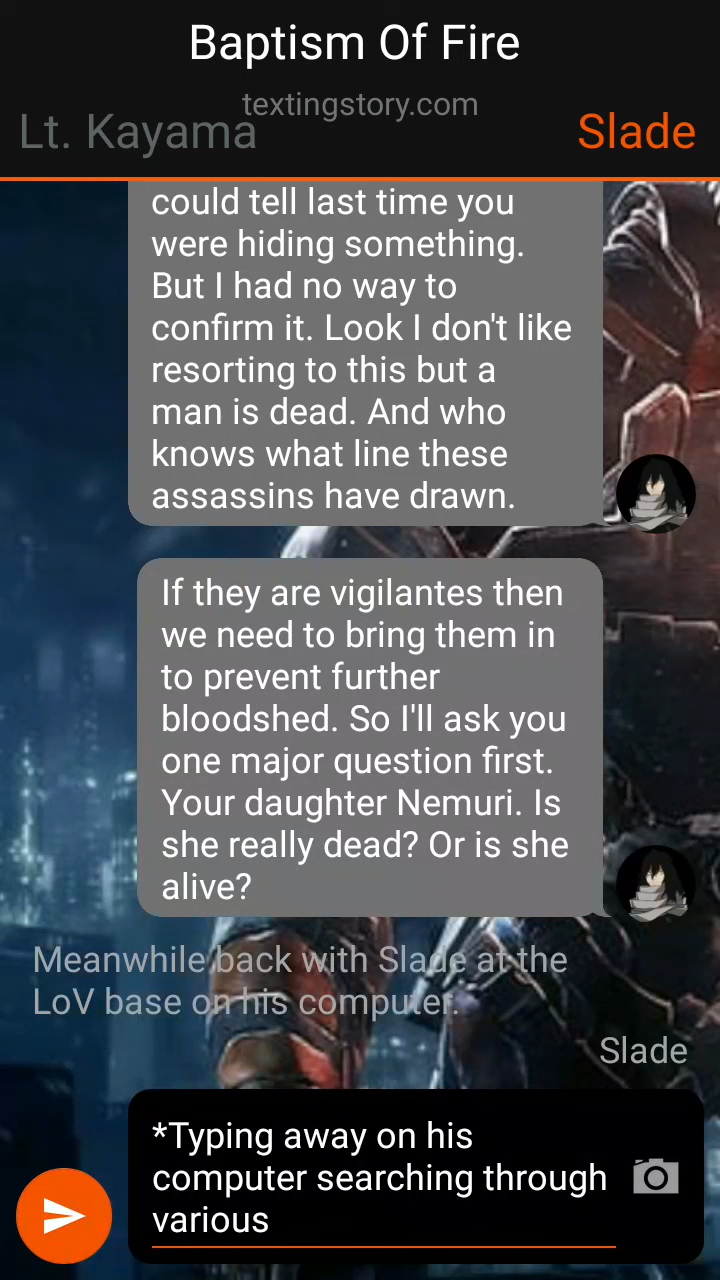 Baptism Of Fire
textingstory.com
Lt. Kayama
Slade
could tell last time you
were hiding something.
But I had no way to
confirm it. Look I don't like
resorting to this but a
man is dead. And who
knows what line these
assassins have drawn.
If they are vigilantes then
we need to bring them in
to prevent further
bloodshed. So I'll ask you
one major question first.
Your daughter Nemuri. Is
she really dead? Or is she
alive?
Meanwhile back with Slade at the
LoV base on his computer.
Slade
*Typing away on his
computer searching through
various